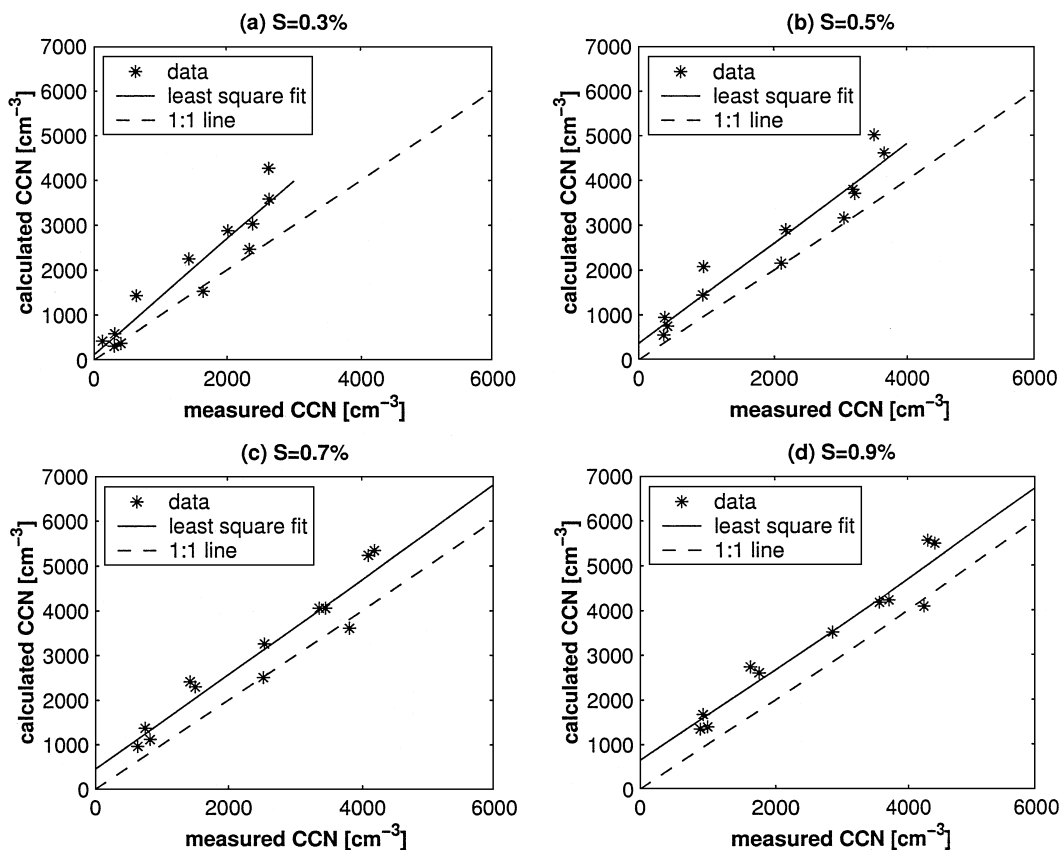 (a) S=0.3%
7000
6000
5000
4000
3000
2000
1000
0
calculated CCN [cm⁻³]
data
least square fit
1:1 line
0 2000 4000 6000
measured CCN [cm⁻³]
(b) S=0.5%
7000
6000
5000
4000
3000
2000
1000
0
calculated CCN [cm⁻³]
data
least square fit
1:1 line
0 2000 4000 6000
measured CCN [cm⁻³]
(c) S=0.7%
7000
6000
5000
4000
3000
2000
1000
0
calculated CCN [cm⁻³]
data
least square fit
1:1 line
0 2000 4000 6000
measured CCN [cm⁻³]
(d) S=0.9%
7000
6000
5000
4000
3000
2000
1000
0
calculated CCN [cm⁻³]
data
least square fit
1:1 line
0 2000 4000 6000
measured CCN [cm⁻³]